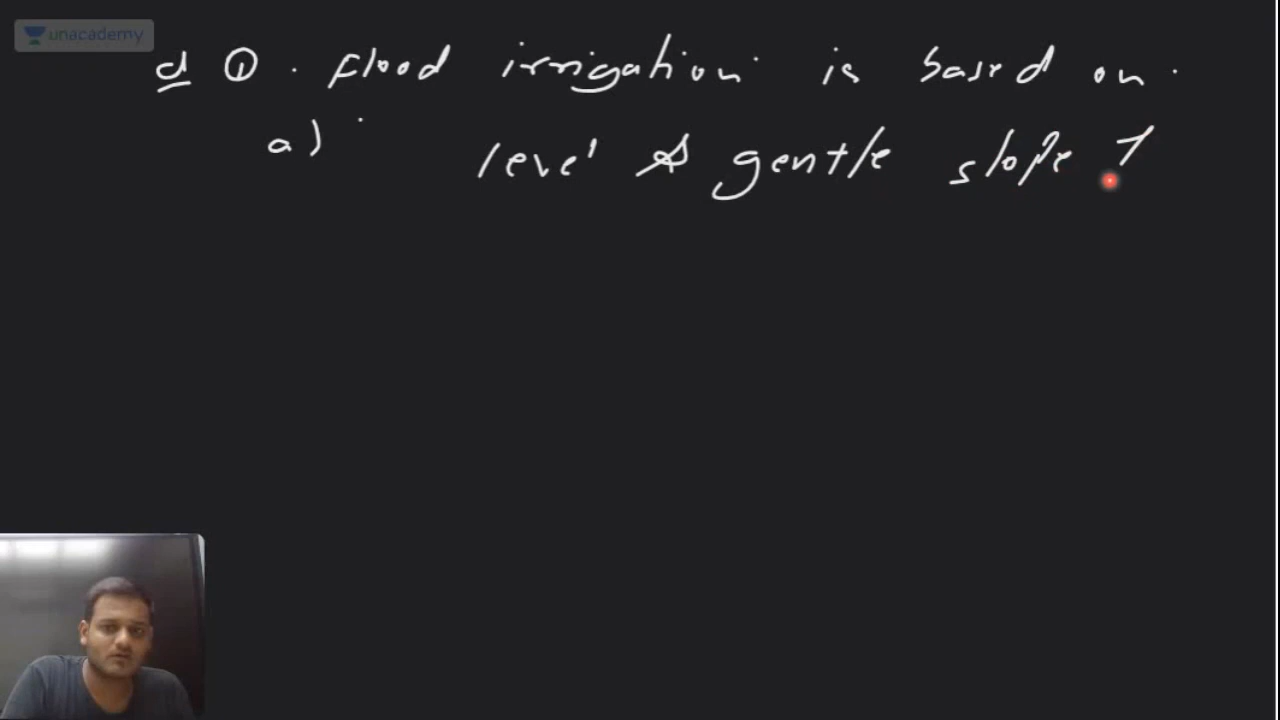 unacademy
d ① . flood irrigation is based on .
a) level & gentle slope